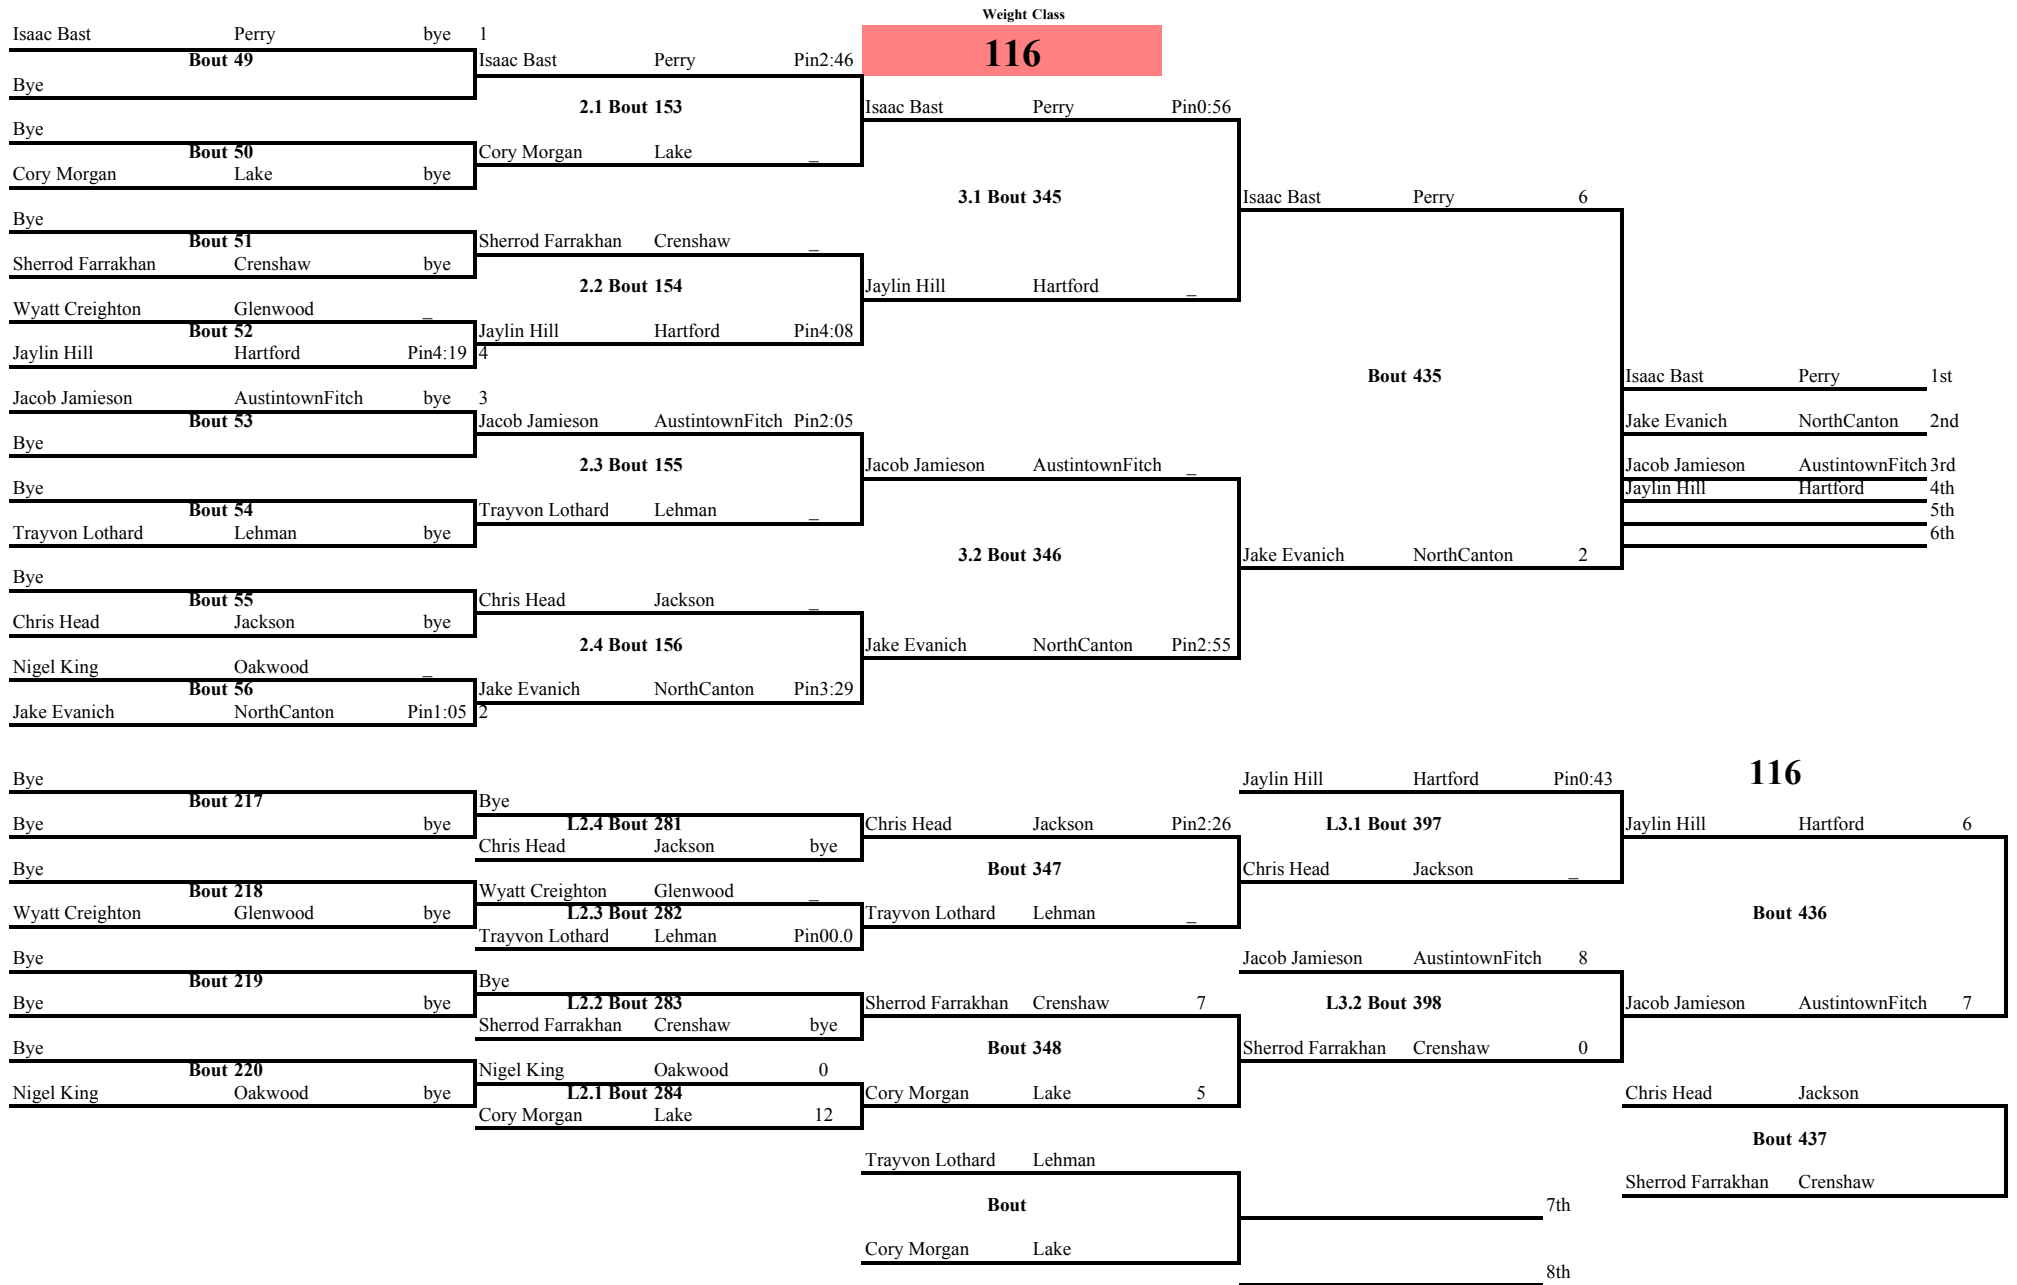 Weight Class
Isaac Bast Perry bye 1
116
Bout 49 Isaac Bast Perry Pin2:46
Bye
2.1 Bout 153 Isaac Bast Perry Pin0:56
Bye
Bout 50 Cory Morgan Lake _
Cory Morgan Lake bye
3.1 Bout 345 Isaac Bast Perry 6
Bye
Bout 51 Sherrod Farrakhan Crenshaw _
Sherrod Farrakhan Crenshaw bye
2.2 Bout 154 Jaylin Hill Hartford _
Wyatt Creighton Glenwood _
Bout 52 Jaylin Hill Hartford Pin4:08
Jaylin Hill Hartford Pin4:19 4
Bout 435 Isaac Bast Perry 1st
Jacob Jamieson AustintownFitch bye 3
Bout 53 Jacob Jamieson AustintownFitch Pin2:05 Jake Evanich NorthCanton 2nd
Bye
2.3 Bout 155 Jacob Jamieson AustintownFitch _ Jacob Jamieson AustintownFitch 3rd
Bye Jaylin Hill Hartford 4th
Bout 54 Trayvon Lothard Lehman _ 5th
Trayvon Lothard Lehman bye 6th
3.2 Bout 346 Jake Evanich NorthCanton 2
Bye
Bout 55 Chris Head Jackson _
Chris Head Jackson bye
2.4 Bout 156 Jake Evanich NorthCanton Pin2:55
Nigel King Oakwood _
Bout 56 Jake Evanich NorthCanton Pin3:29
Jake Evanich NorthCanton Pin1:05 2
Bye Jaylin Hill Hartford Pin0:43 116
Bout 217 Bye
Bye bye L2.4 Bout 281 Chris Head Jackson Pin2:26 L3.1 Bout 397 Jaylin Hill Hartford 6
Chris Head Jackson bye
Bye Bout 347 Chris Head Jackson _
Bout 218 Wyatt Creighton Glenwood _
Wyatt Creighton Glenwood bye L2.3 Bout 282 Trayvon Lothard Lehman _ Bout 436
Trayvon Lothard Lehman Pin00.0
Bye Jacob Jamieson AustintownFitch 8
Bout 219 Bye
Bye bye L2.2 Bout 283 Sherrod Farrakhan Crenshaw 7 L3.2 Bout 398 Jacob Jamieson AustintownFitch 7
Sherrod Farrakhan Crenshaw bye
Bye Bout 348 Sherrod Farrakhan Crenshaw 0
Bout 220 Nigel King Oakwood 0
Nigel King Oakwood bye L2.1 Bout 284 Cory Morgan Lake 5 Chris Head Jackson
Cory Morgan Lake 12
Bout 437
Trayvon Lothard Lehman
Sherrod Farrakhan Crenshaw
Bout 7th
Cory Morgan Lake
8th